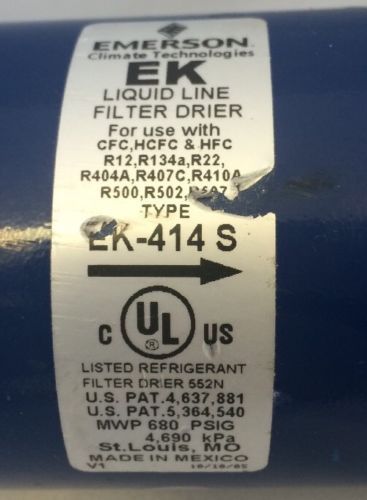 EMERSON
Climate Technologies
EK
LIQUID LINE
FILTER DRIER
For use with
CFC, HCFC & HFC
R12, R134a, R22,
R404A, R407C, R410A
R500, R502,
TYPE
EK-414 S
C UL ® US
LISTED REFRIGERANT
FILTER DRIER 552N
U.S. PAT. 4,637,881
U.S. PAT. 5,364,540
MWP 680 PSIG
4,690 kPa
St. Louis, MO
MADE IN MEXICO
V1